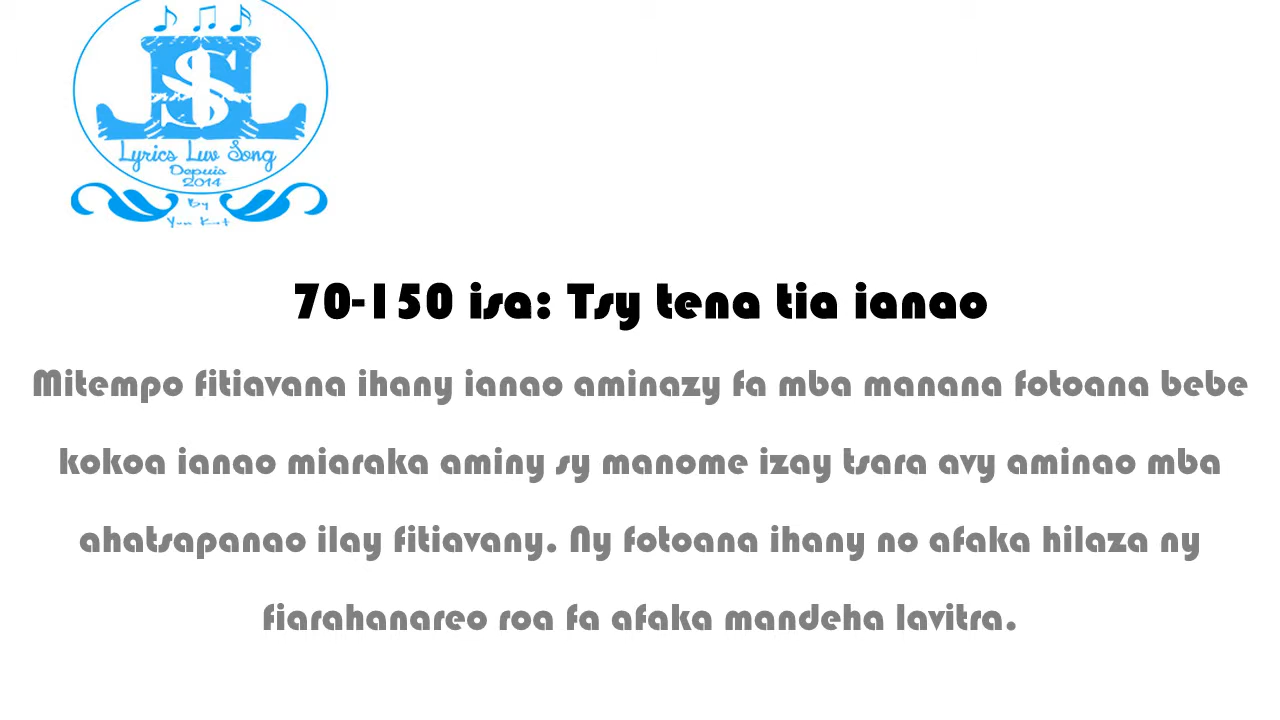 Lyrics Luv Song
Depuis
2014
By
70-150 isa: Tsy tena tia ianao
Mitempo fitiavana ihany ianao aminazy fa mba manana fotoana bebe
kokoa ianao miaraka aminy sy manome izay tsara avy aminao mba
ahatsapanao ilay fitiavany. Ny fotoana ihany no afaka hilaza ny
fiarahanareo roa fa afaka mandeha lavitra.